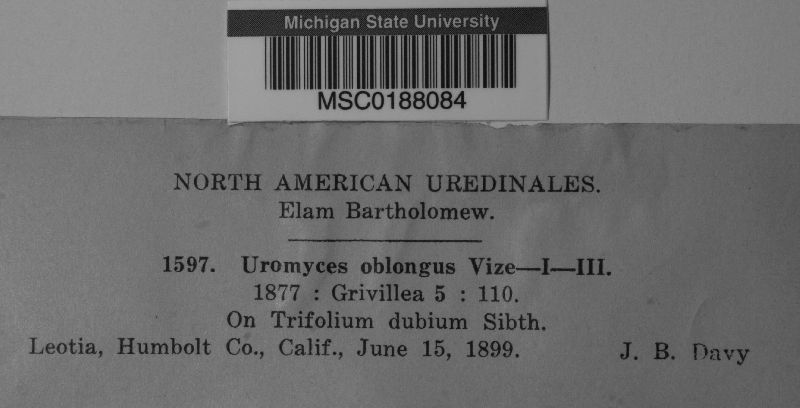 Michigan State University
MSC0188084
NORTH AMERICAN UREDINALES.
Elam Bartholomew.
1597. Uromyces oblongus Vize—I—III.
1877 : Grivillea 5 : 110.
On Trifolium dubium Sibth.
Leotia, Humbolt Co., Calif., June 15, 1899. J. B. Davy